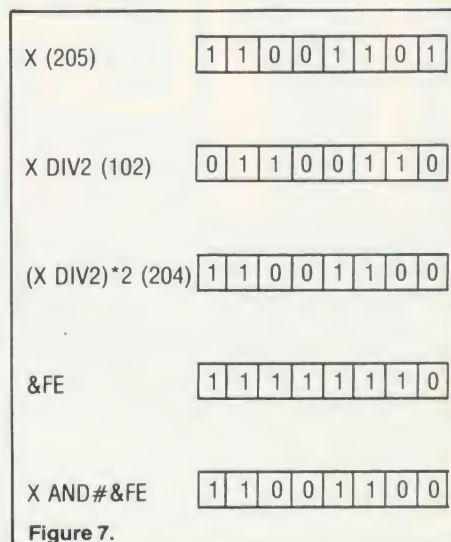 X (205) 1 1 0 0 1 1 0 1
X DIV2 (102) 0 1 1 0 0 1 1 0
(X DIV2)*2 (204) 1 1 0 0 1 1 0 0
&FE 1 1 1 1 1 1 1 0
X AND#&FE 1 1 0 0 1 1 0 0
Figure 7.